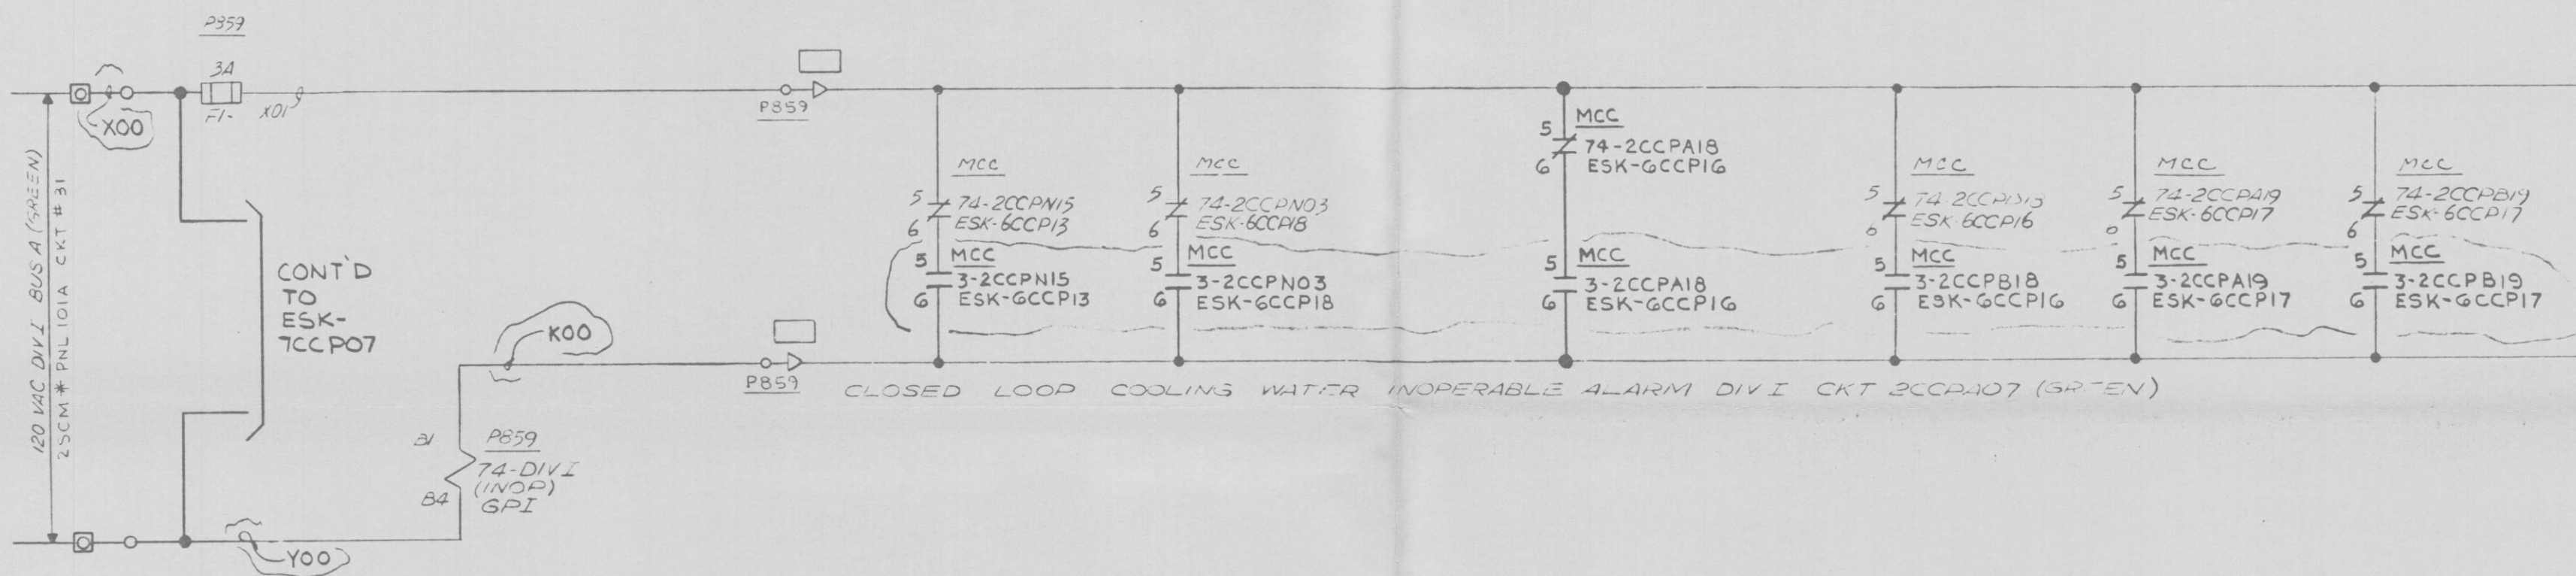 P859
3A
F1-
X01
X00
120 VAC DIV I BUS A (GREEN)
2SCM*PNL101A CKT #31
CONT'D
TO
ESK-
7CCP07
K00
P859
P859
B1
P859
74-DIV I
(INOP)
GPI
B4
Y00
MCC
5
74-2CCPN15
6
ESK-6CCP13
MCC
5
3-2CCPN15
6
ESK-6CCP13
MCC
5
74-2CCPN03
6
ESK-6CCP18
MCC
5
3-2CCPN03
6
ESK-6CCP18
MCC
5
74-2CCPA18
6
ESK-6CCP16
MCC
5
3-2CCPA18
6
ESK-6CCP16
MCC
5
ESK-6CCP16
6
MCC
5
3-2CCPB18
6
ESK-6CCP16
MCC
5
74-2CCPA19
6
ESK-6CCP17
MCC
5
3-2CCPA19
6
ESK-6CCP17
MCC
5
74-2CCPB19
6
ESK-6CCP17
MCC
5
3-2CCPB19
6
ESK-6CCP17
CLOSED LOOP COOLING WATER INOPERABLE ALARM DIV I CKT 2CCPA07 (GREEN)